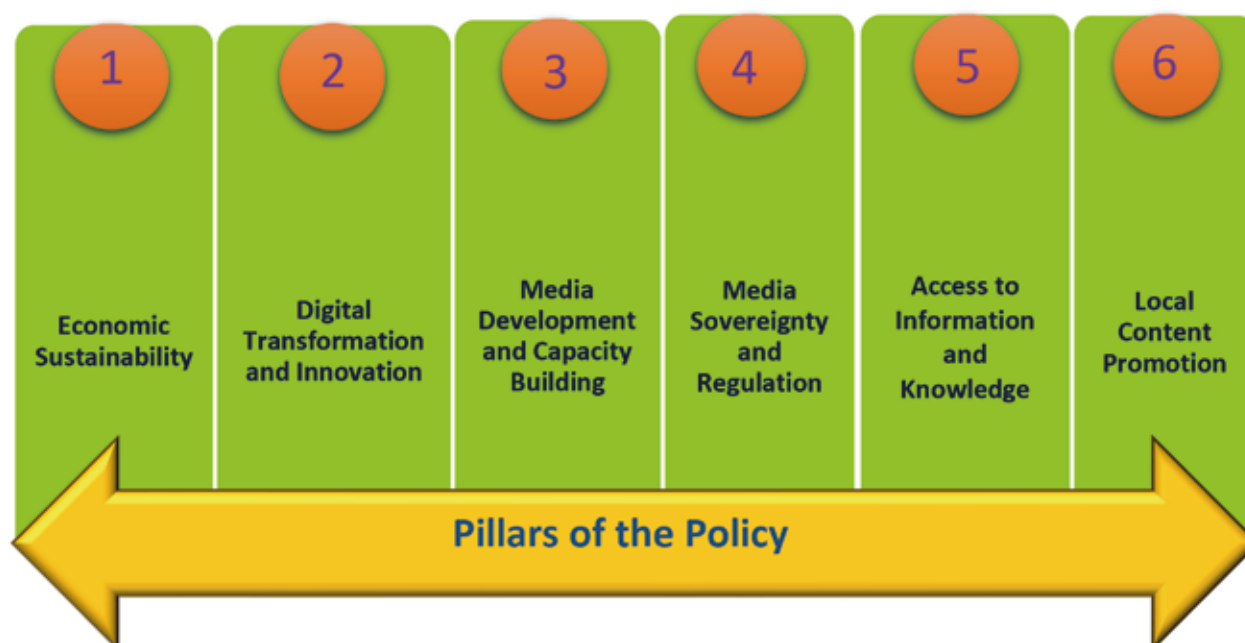 1
Economic
Sustainability
2
Digital
Transformation
and Innovation
3
Media
Development
and Capacity
Building
4
Media
Sovereignty
and
Regulation
5
Access to
Information
and
Knowledge
6
Local
Content
Promotion
Pillars of the Policy